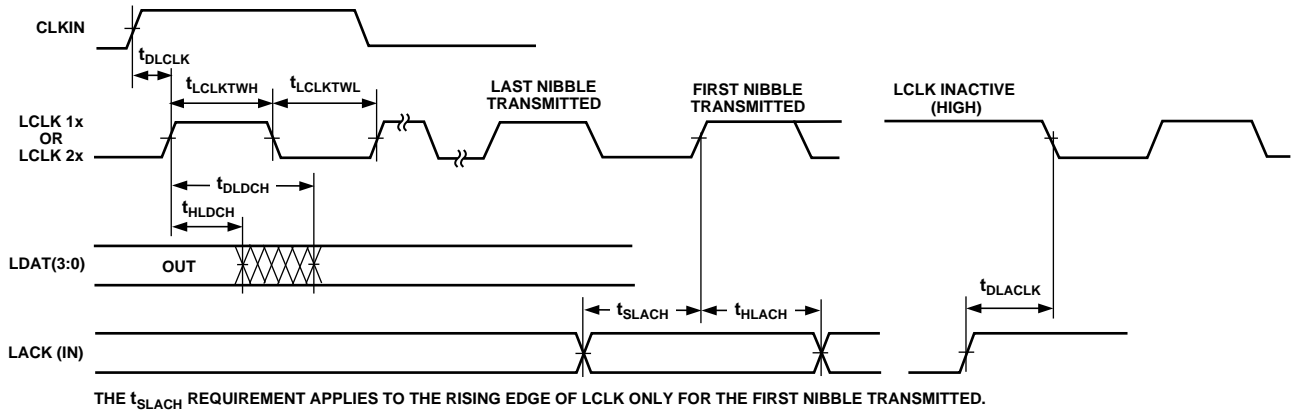 CLKIN
tDLCLK
tLCLKTWH
tLCLKTWL
LAST NIBBLE
TRANSMITTED
FIRST NIBBLE
TRANSMITTED
LCLK INACTIVE
(HIGH)
LCLK 1x
OR
LCLK 2x
tDLDCH
tHLDCH
LDAT(3:0)
OUT
tSLACH
tHLACH
tDLACLK
LACK (IN)
THE tSLACH REQUIREMENT APPLIES TO THE RISING EDGE OF LCLK ONLY FOR THE FIRST NIBBLE TRANSMITTED.